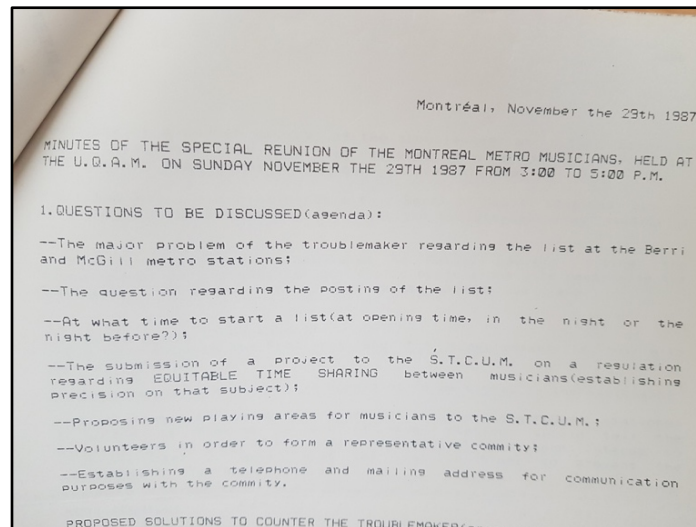 Montréal, November the 29th 1987
MINUTES OF THE SPECIAL REUNION OF THE MONTREAL METRO MUSICIANS, HELD AT
THE U.Q.A.M. ON SUNDAY NOVEMBER THE 29TH 1987 FROM 3:00 TO 5:00 P.M.
1.QUESTIONS TO BE DISCUSSED(agenda):
--The major problem of the troublemaker regarding the list at the Berri
and McGill metro stations;
--The question regarding the posting of the list;
--At what time to start a list(at opening time, in the night or the
night before?);
--The submission of a project to the S.T.C.U.M. on a regulation
regarding EQUITABLE TIME SHARING between musicians(establishing
precision on that subject);
--Proposing new playing areas for musicians to the S.T.C.U.M.;
--Volunteers in order to form a representative commity;
--Establishing a telephone and mailing address for communication
purposes with the commity.
PROPOSED SOLUTIONS TO COUNTER THE TROUBLEMAKER